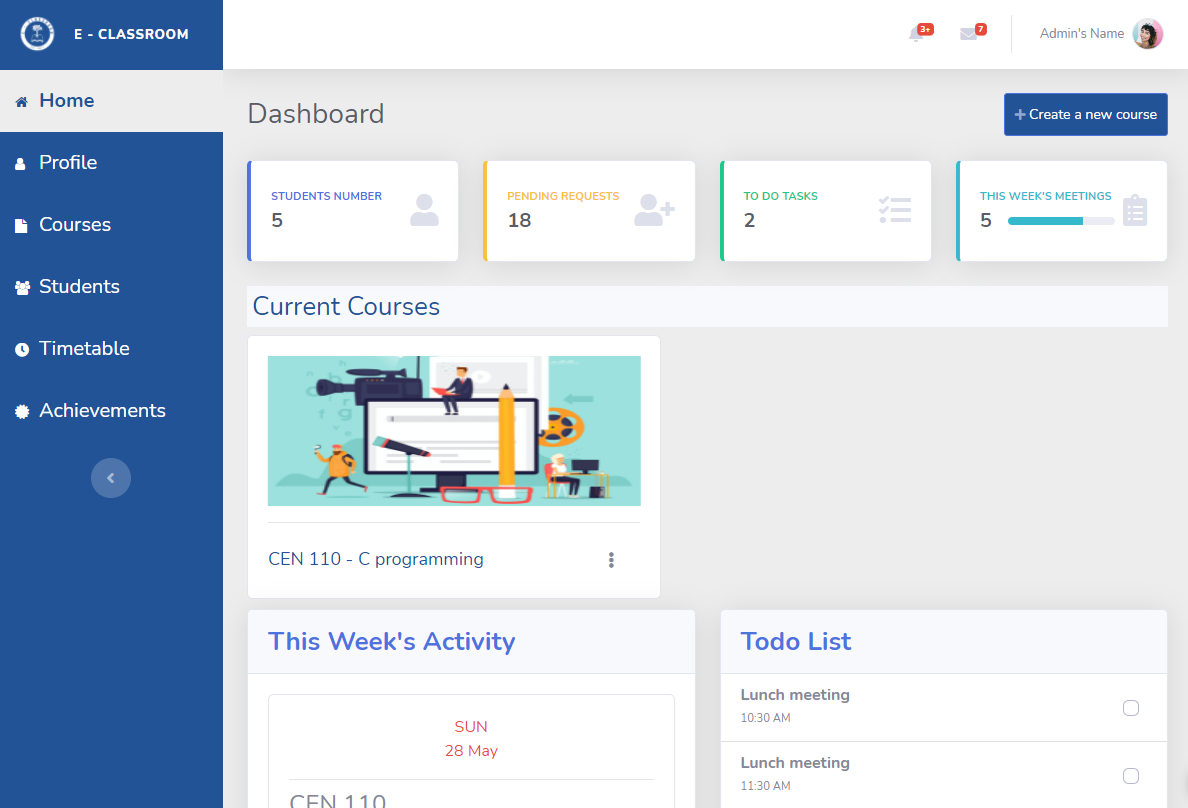 E - CLASSROOM
3+
7
Admin's Name
Home
Profile
Courses
Students
Timetable
Achievements
Dashboard
Create a new course
STUDENTS NUMBER
5
PENDING REQUESTS
18
TO DO TASKS
2
THIS WEEK'S MEETINGS
5
Current Courses
CEN 110 - C programming
This Week's Activity
SUN
28 May
CEN 110
Todo List
Lunch meeting
10:30 AM
Lunch meeting
11:30 AM